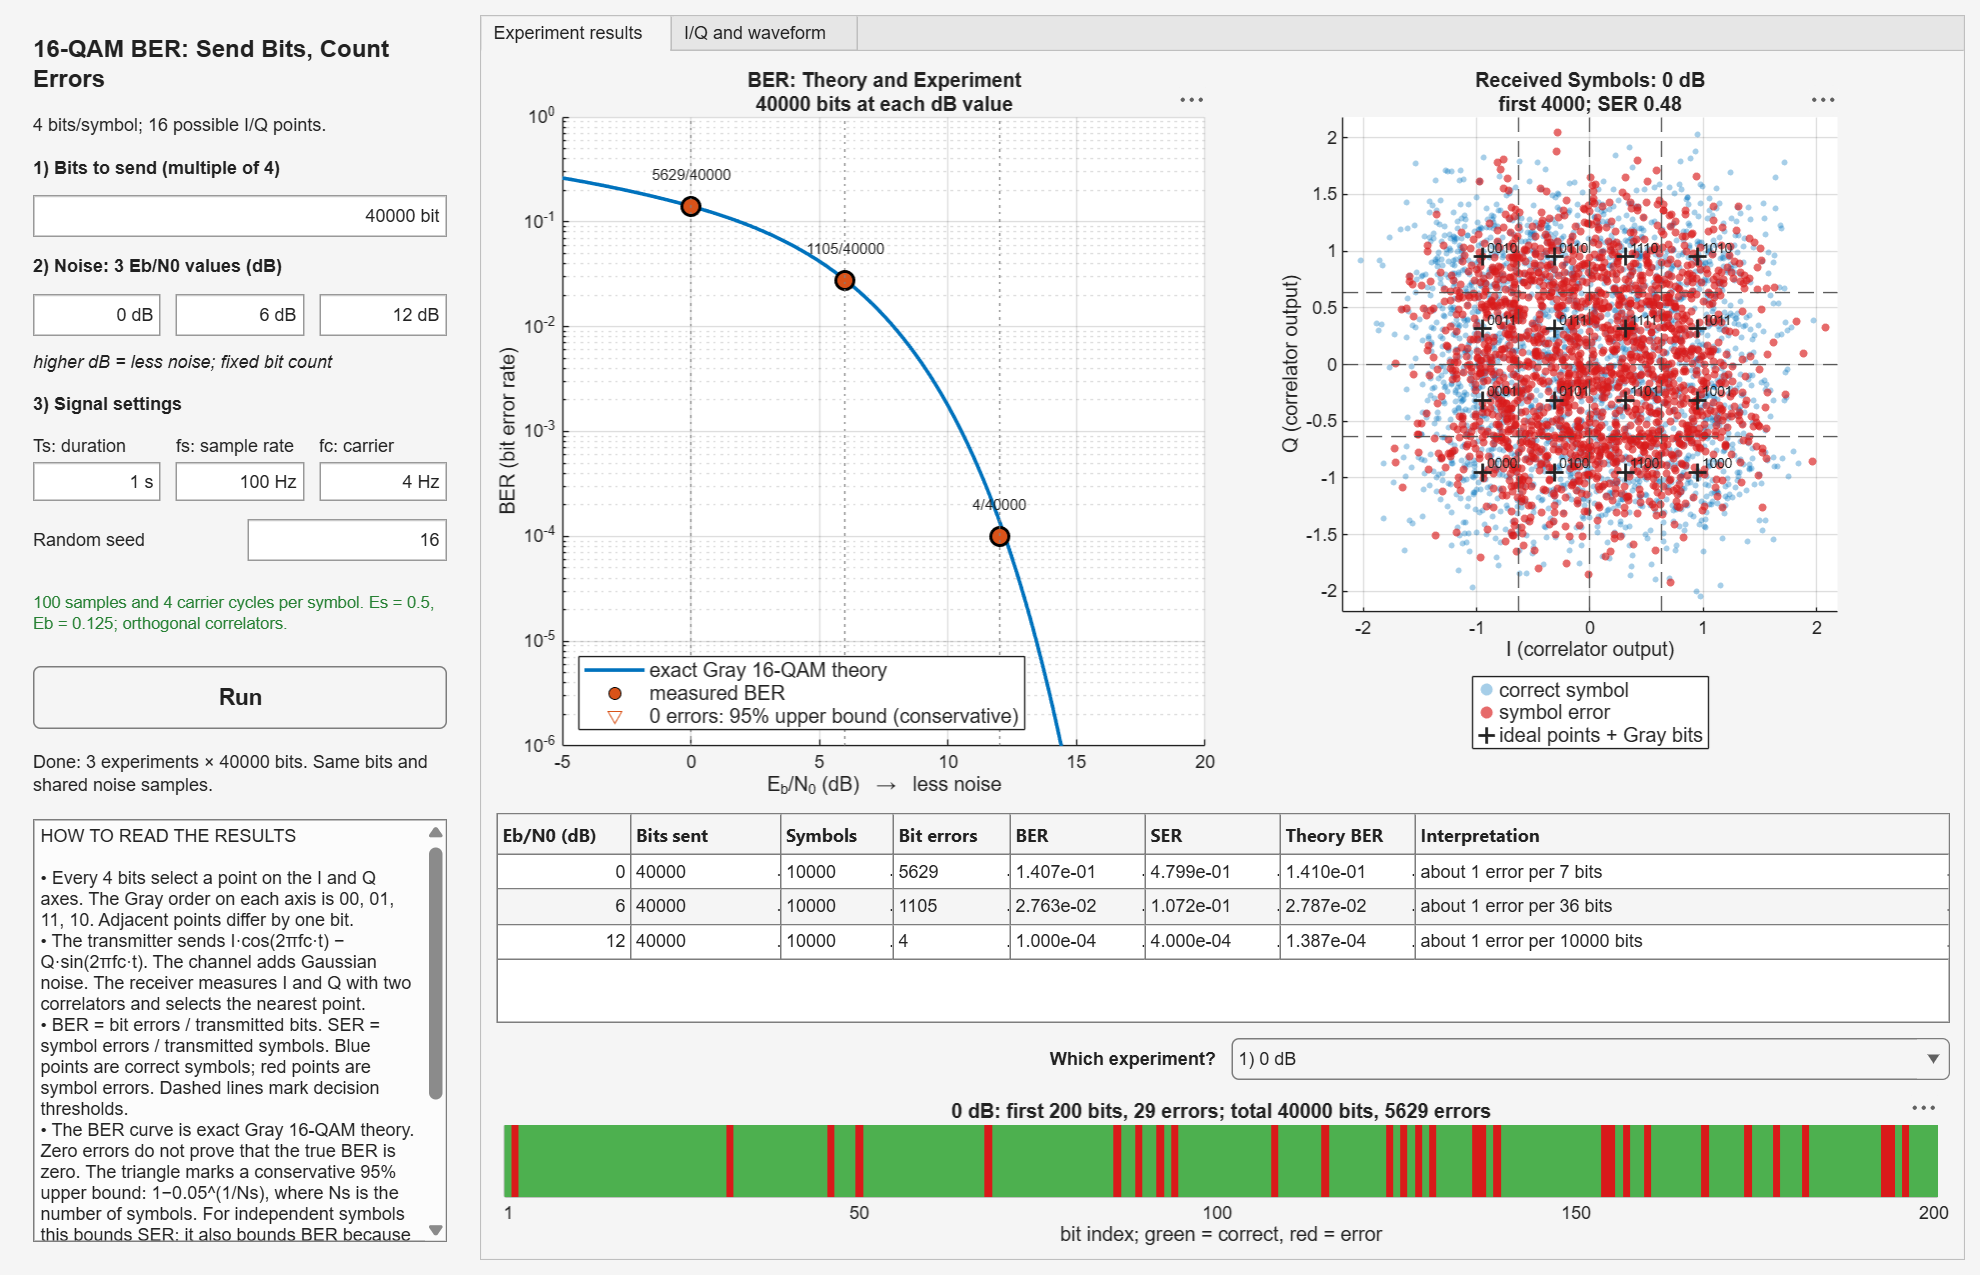 16-QAM BER: Send Bits, Count
Errors
4 bits/symbol; 16 possible I/Q points.
1) Bits to send (multiple of 4)
40000 bit
2) Noise: 3 Eb/N0 values (dB)
0 dB 6 dB 12 dB
higher dB = less noise; fixed bit count
3) Signal settings
Ts: duration fs: sample rate fc: carrier
1 s 100 Hz 4 Hz
Random seed 16
100 samples and 4 carrier cycles per symbol. Es = 0.5,
Eb = 0.125; orthogonal correlators.
Run
Done: 3 experiments × 40000 bits. Same bits and
shared noise samples.
HOW TO READ THE RESULTS
• Every 4 bits select a point on the I and Q
axes. The Gray order on each axis is 00, 01,
11, 10. Adjacent points differ by one bit.
• The transmitter sends I·cos(2πfc·t) −
Q·sin(2πfc·t). The channel adds Gaussian
noise. The receiver measures I and Q with two
correlators and selects the nearest point.
• BER = bit errors / transmitted bits. SER =
symbol errors / transmitted symbols. Blue
points are correct symbols; red points are
symbol errors. Dashed lines mark decision
thresholds.
• The BER curve is exact Gray 16-QAM theory.
Zero errors do not prove that the true BER is
zero. The triangle marks a conservative 95%
upper bound: 1−0.05^(1/Ns), where Ns is the
number of symbols. For independent symbols
this bounds SER; it also bounds BER because
Experiment results I/Q and waveform
BER: Theory and Experiment
40000 bits at each dB value
10^0
10^-1
10^-2
10^-3
10^-4
10^-5
10^-6
BER (bit error rate)
5629/40000
1105/40000
4/40000
exact Gray 16-QAM theory
measured BER
0 errors: 95% upper bound (conservative)
-5 0 5 10 15 20
Eb/N0 (dB) → less noise
Received Symbols: 0 dB
first 4000; SER 0.48
2
1.5
1
0.5
0
-0.5
-1
-1.5
-2
Q (correlator output)
0010 0110 1110 1010
0011 0111 1111 1011
0001 0101 1101 1001
0000 0100 1100 1000
-2 -1 0 1 2
I (correlator output)
correct symbol
symbol error
ideal points + Gray bits
Eb/N0 (dB) Bits sent Symbols Bit errors BER SER Theory BER Interpretation
0 40000 10000 5629 1.407e-01 4.799e-01 1.410e-01 about 1 error per 7 bits
6 40000 10000 1105 2.763e-02 1.072e-01 2.787e-02 about 1 error per 36 bits
12 40000 10000 4 1.000e-04 4.000e-04 1.387e-04 about 1 error per 10000 bits
Which experiment? 1) 0 dB
0 dB: first 200 bits, 29 errors; total 40000 bits, 5629 errors
1 50 100 150 200
bit index; green = correct, red = error